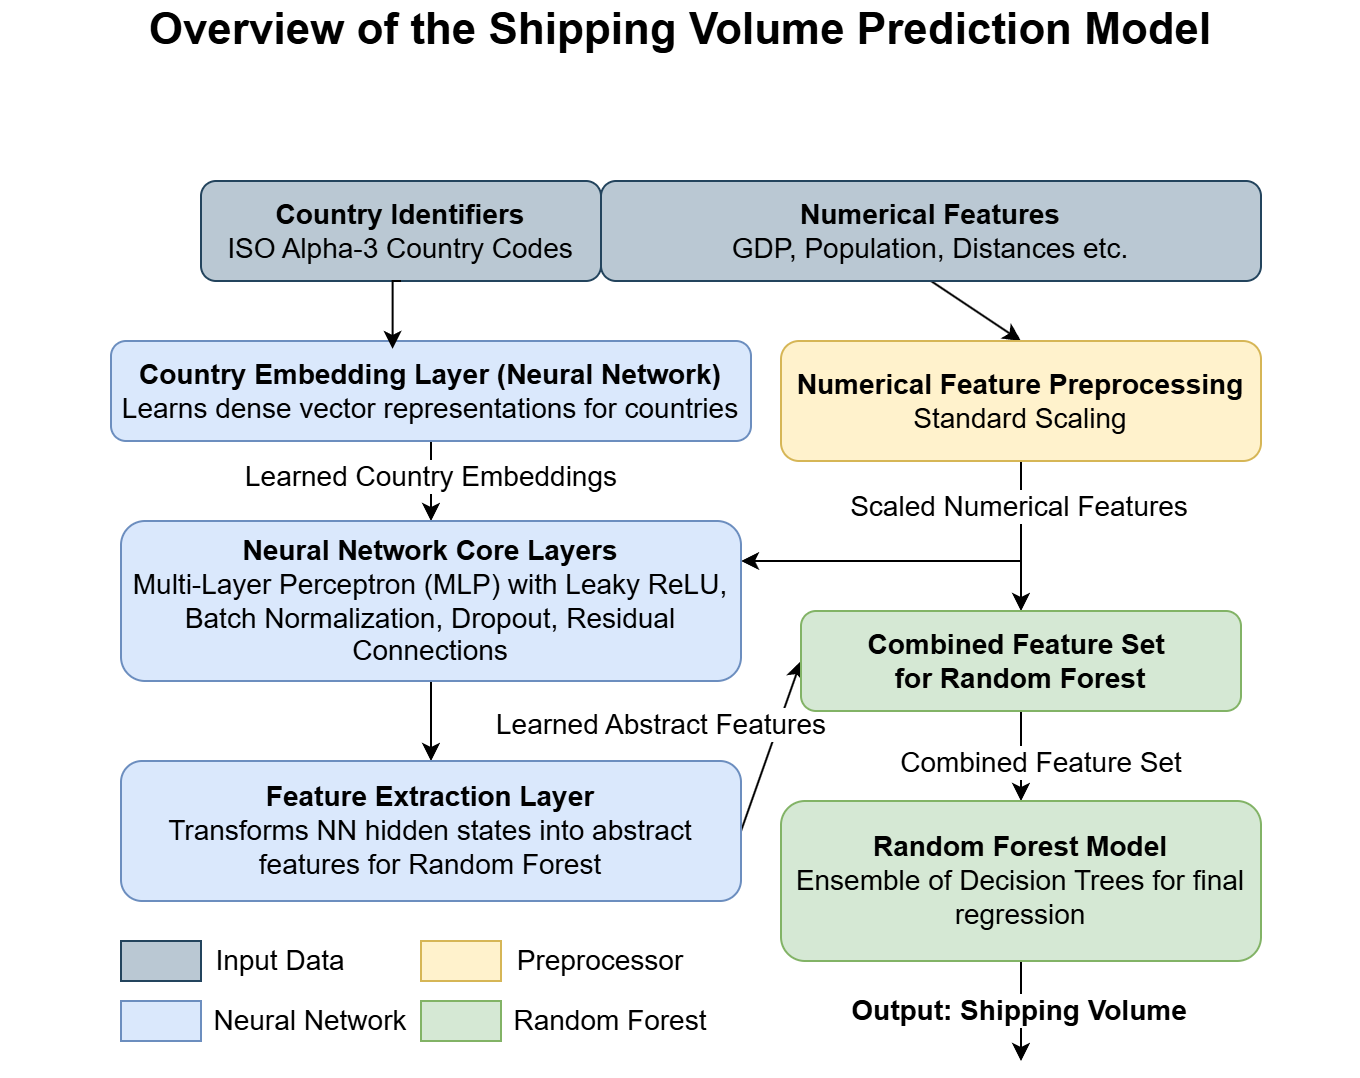 Overview of the Shipping Volume Prediction Model
Country Identifiers
ISO Alpha-3 Country Codes
Numerical Features
GDP, Population, Distances etc.
Country Embedding Layer (Neural Network)
Learns dense vector representations for countries
Numerical Feature Preprocessing
Standard Scaling
Learned Country Embeddings
Scaled Numerical Features
Neural Network Core Layers
Multi-Layer Perceptron (MLP) with Leaky ReLU,
Batch Normalization, Dropout, Residual
Connections
Combined Feature Set
for Random Forest
Learned Abstract Features
Combined Feature Set
Feature Extraction Layer
Transforms NN hidden states into abstract
features for Random Forest
Random Forest Model
Ensemble of Decision Trees for final
regression
Output: Shipping Volume
Input Data
Preprocessor
Neural Network
Random Forest